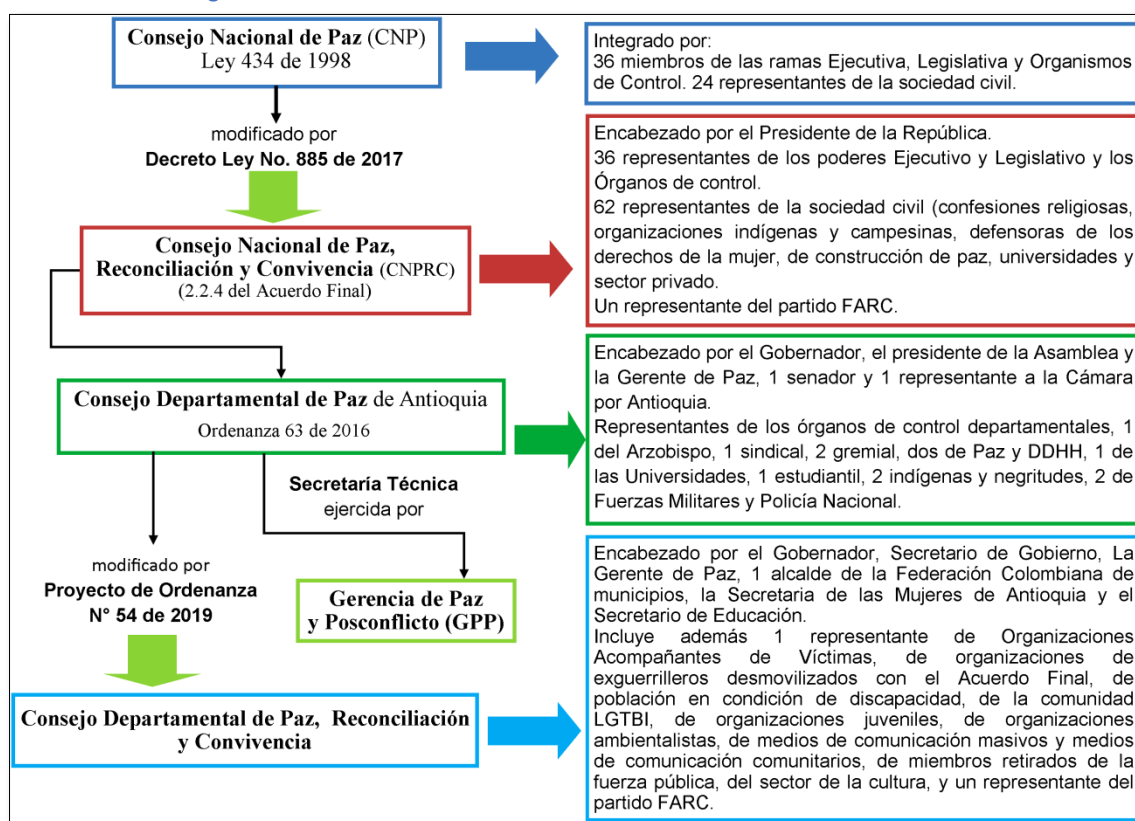 Consejo Nacional de Paz (CNP)
Ley 434 de 1998
Integrado por:
36 miembros de las ramas Ejecutiva, Legislativa y Organismos
de Control. 24 representantes de la sociedad civil.
modificado por
Decreto Ley No. 885 de 2017
Encabezado por el Presidente de la República.
36 representantes de los poderes Ejecutivo y Legislativo y los
Órganos de control.
62 representantes de la sociedad civil (confesiones religiosas,
organizaciones indígenas y campesinas, defensoras de los
derechos de la mujer, de construcción de paz, universidades y
sector privado.
Un representante del partido FARC.
Consejo Nacional de Paz,
Reconciliación y Convivencia (CNPRC)
(2.2.4 del Acuerdo Final)
Consejo Departamental de Paz de Antioquia
Ordenanza 63 de 2016
Encabezado por el Gobernador, el presidente de la Asamblea y
la Gerente de Paz, 1 senador y 1 representante a la Cámara
por Antioquia.
Representantes de los órganos de control departamentales, 1
del Arzobispo, 1 sindical, 2 gremial, dos de Paz y DDHH, 1 de
las Universidades, 1 estudiantil, 2 indígenas y negritudes, 2 de
Fuerzas Militares y Policía Nacional.
Secretaría Técnica
ejercida por
modificado por
Proyecto de Ordenanza
N° 54 de 2019
Gerencia de Paz
y Posconflicto (GPP)
Encabezado por el Gobernador, Secretario de Gobierno, La
Gerente de Paz, 1 alcalde de la Federación Colombiana de
municipios, la Secretaria de las Mujeres de Antioquia y el
Secretario de Educación.
Incluye además 1 representante de Organizaciones
Acompañantes de Víctimas, de organizaciones de
exguerrilleros desmovilizados con el Acuerdo Final, de
población en condición de discapacidad, de la comunidad
LGTBI, de organizaciones juveniles, de organizaciones
ambientalistas, de medios de comunicación masivos y medios
de comunicación comunitarios, de miembros retirados de la
fuerza pública, del sector de la cultura, y un representante del
partido FARC.
Consejo Departamental de Paz, Reconciliación
y Convivencia